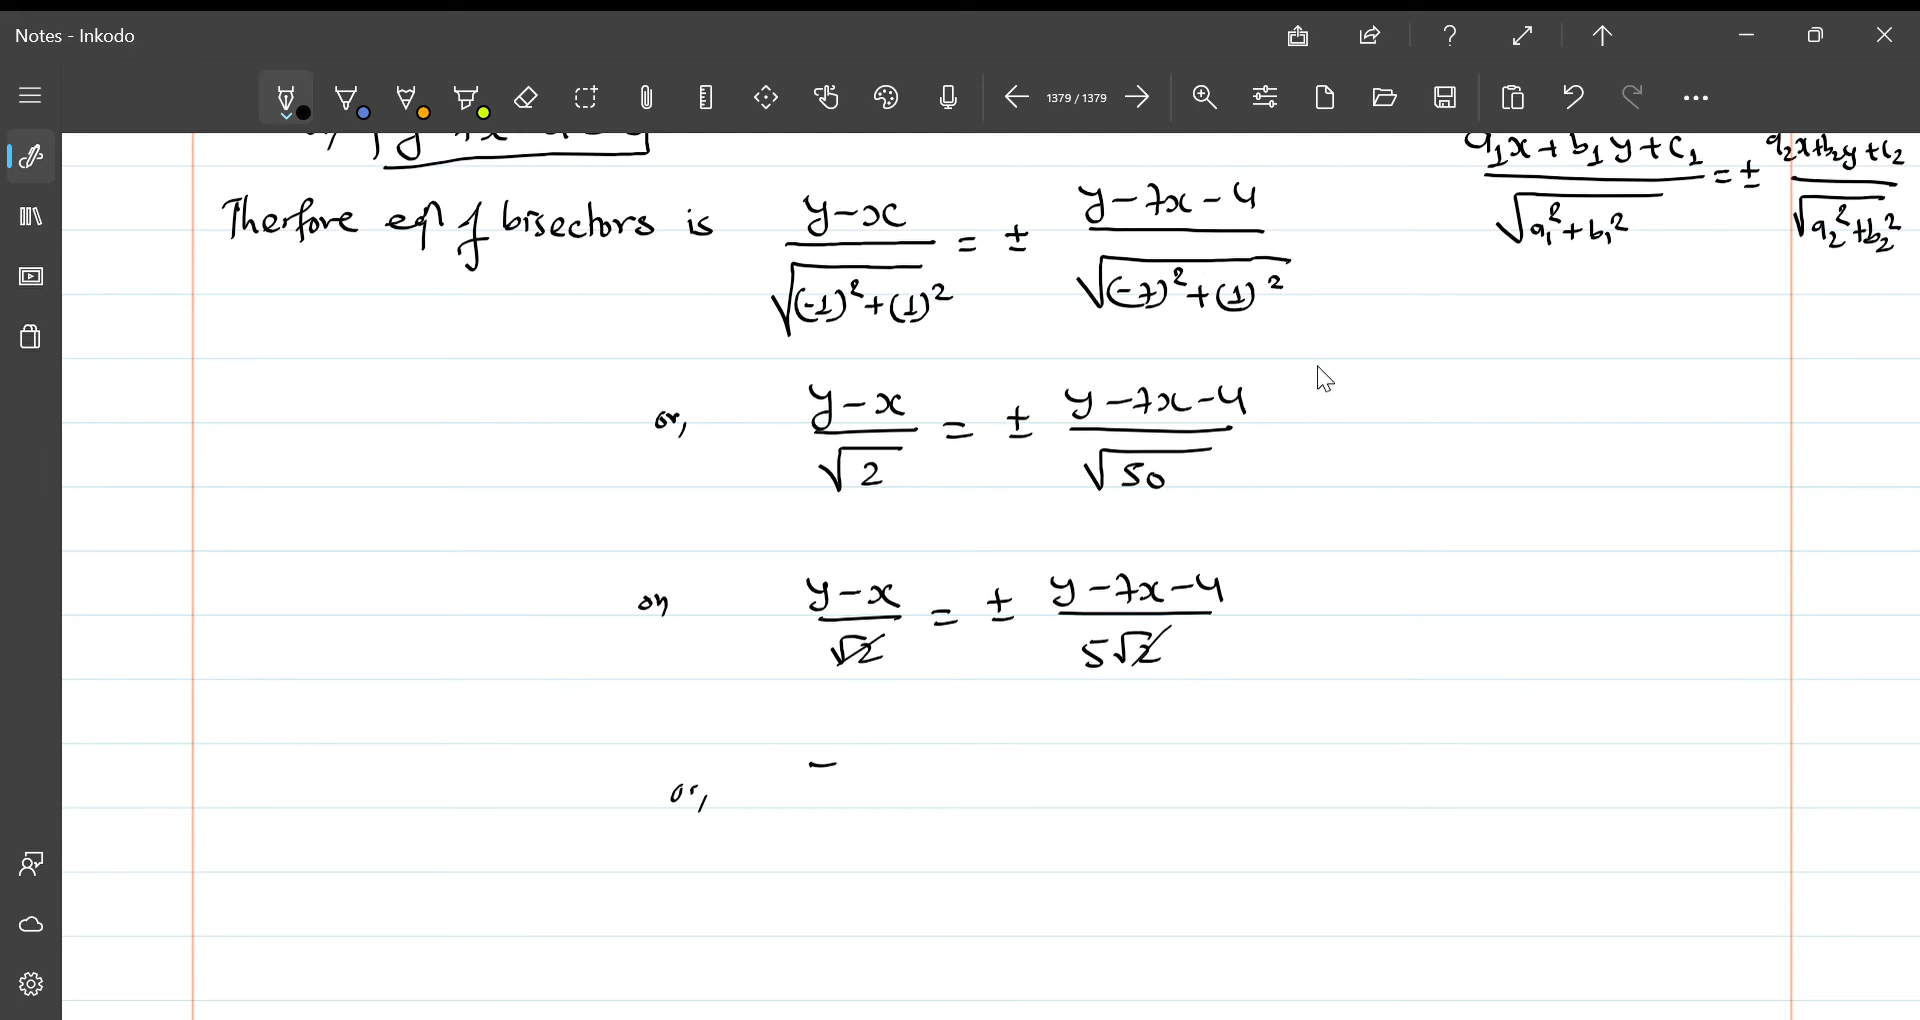 Notes - Inkodo
1379 / 1379
a₁x + b₁y + c₁ / √(a₁² + b₁²) = ± a₂x + b₂y + c₂ / √(a₂² + b₂²)
Therfore eqn of bisectors is y - x / √((-1)² + (1)²) = ± y - 7x - 4 / √((-7)² + (1)²)
or, y - x / √2 = ± y - 7x - 4 / √50
or, y - x / √2 = ± y - 7x - 4 / 5√2
or, -